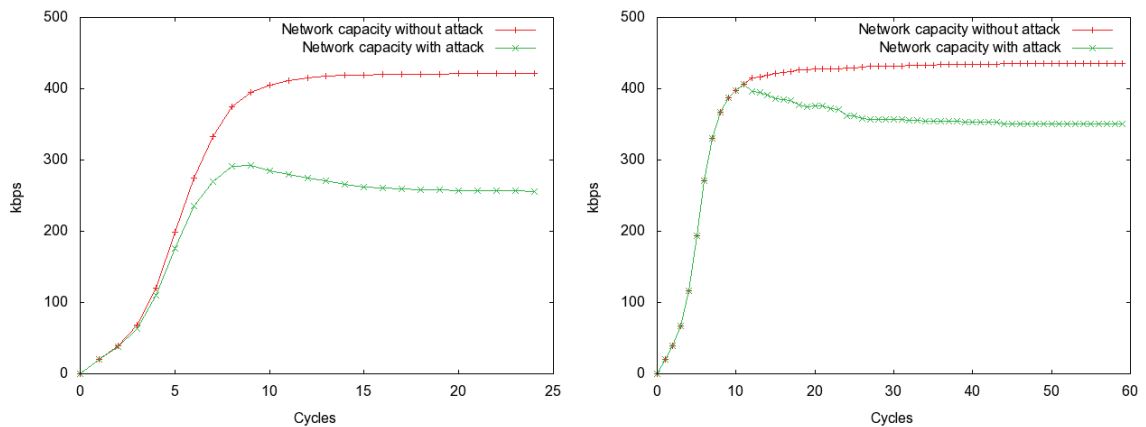 500
400
300
200
100
0
kbps
Network capacity without attack
Network capacity with attack
0 5 10 15 20 25
Cycles
500
400
300
200
100
0
kbps
Network capacity without attack
Network capacity with attack
0 10 20 30 40 50 60
Cycles